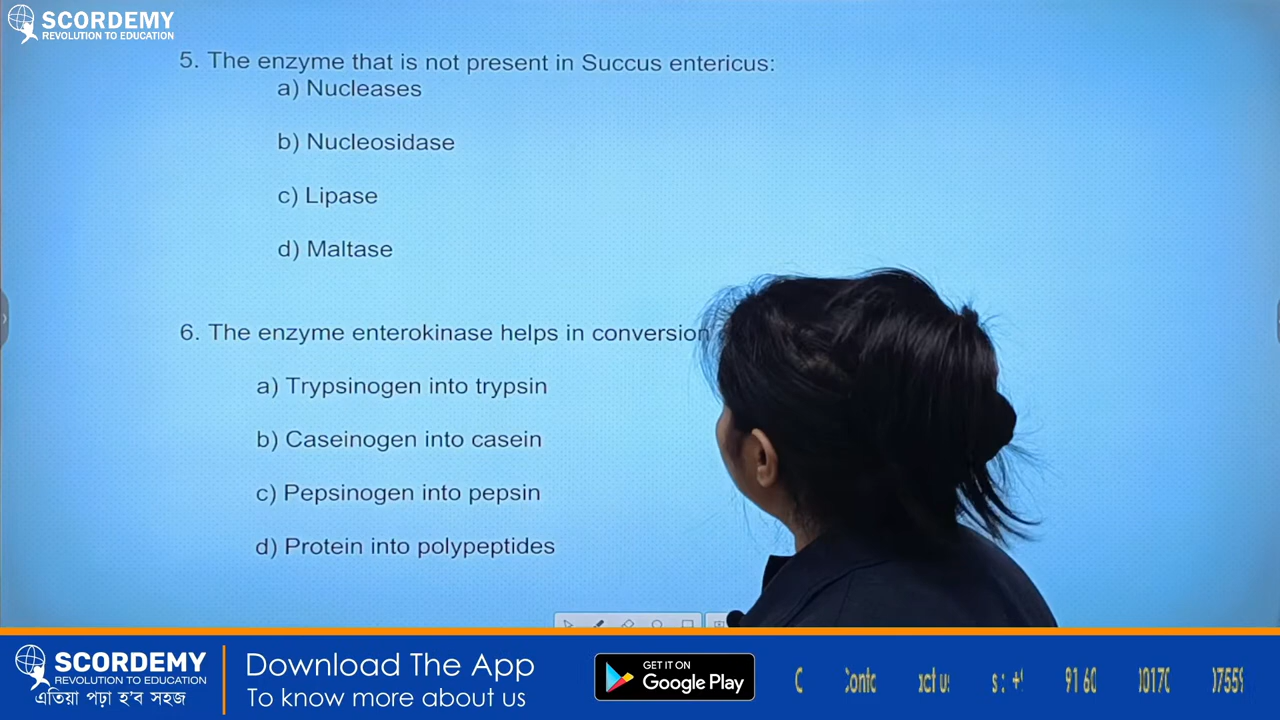 SCORDEMY
REVOLUTION TO EDUCATION
5. The enzyme that is not present in Succus entericus:
a) Nucleases
b) Nucleosidase
c) Lipase
d) Maltase
6. The enzyme enterokinase helps in conversion
a) Trypsinogen into trypsin
b) Caseinogen into casein
c) Pepsinogen into pepsin
d) Protein into polypeptides
SCORDEMY
REVOLUTION TO EDUCATION
এতিয়া পঢ়া হ'ব সহজ
Download The App
To know more about us
GET IT ON
Google Play